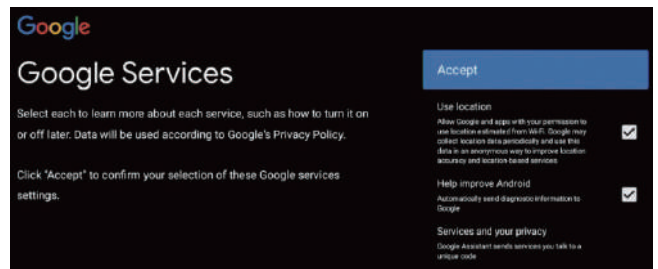 Google
Google Services
Select each to learn more about each service, such as how to turn it on
or off later. Data will be used according to Google's Privacy Policy.
Click "Accept" to confirm your selection of these Google services
settings.
Accept
Use location
Allow Google and apps with your permission to
use location estimated from Wi-Fi. Google may
collect location data periodically and use this
data in an anonymous way to improve location
accuracy and location-based services
Help improve Android
Automatically send diagnostic information to
Google
Services and your privacy
Google Assistant sends services you talk to a
unique code